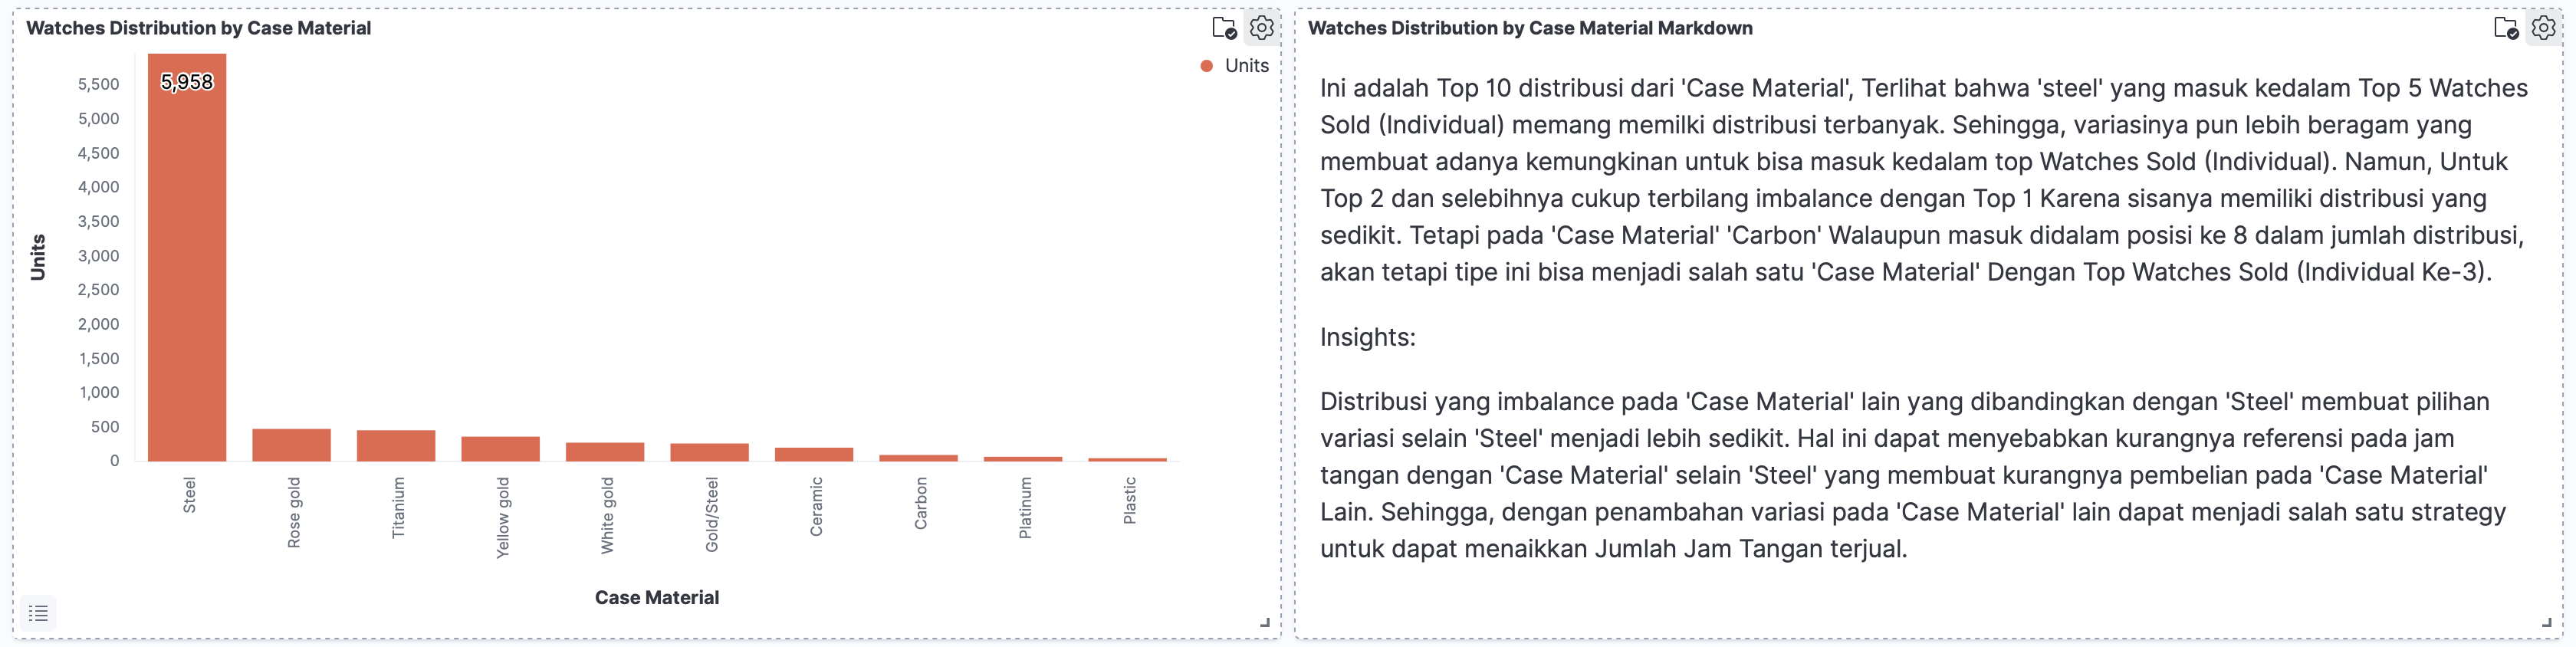 Watches Distribution by Case Material
Units
5,958
5,500
5,000
4,500
4,000
3,500
3,000
2,500
2,000
1,500
1,000
500
0
Units
Steel
Rose gold
Titanium
Yellow gold
White gold
Gold/Steel
Ceramic
Carbon
Platinum
Plastic
Case Material
Watches Distribution by Case Material Markdown
Ini adalah Top 10 distribusi dari 'Case Material', Terlihat bahwa 'steel' yang masuk kedalam Top 5 Watches
Sold (Individual) memang memilki distribusi terbanyak. Sehingga, variasinya pun lebih beragam yang
membuat adanya kemungkinan untuk bisa masuk kedalam top Watches Sold (Individual). Namun, Untuk
Top 2 dan selebihnya cukup terbilang imbalance dengan Top 1 Karena sisanya memiliki distribusi yang
sedikit. Tetapi pada 'Case Material' 'Carbon' Walaupun masuk didalam posisi ke 8 dalam jumlah distribusi,
akan tetapi tipe ini bisa menjadi salah satu 'Case Material' Dengan Top Watches Sold (Individual Ke-3).
Insights:
Distribusi yang imbalance pada 'Case Material' lain yang dibandingkan dengan 'Steel' membuat pilihan
variasi selain 'Steel' menjadi lebih sedikit. Hal ini dapat menyebabkan kurangnya referensi pada jam
tangan dengan 'Case Material' selain 'Steel' yang membuat kurangnya pembelian pada 'Case Material'
Lain. Sehingga, dengan penambahan variasi pada 'Case Material' lain dapat menjadi salah satu strategy
untuk dapat menaikkan Jumlah Jam Tangan terjual.